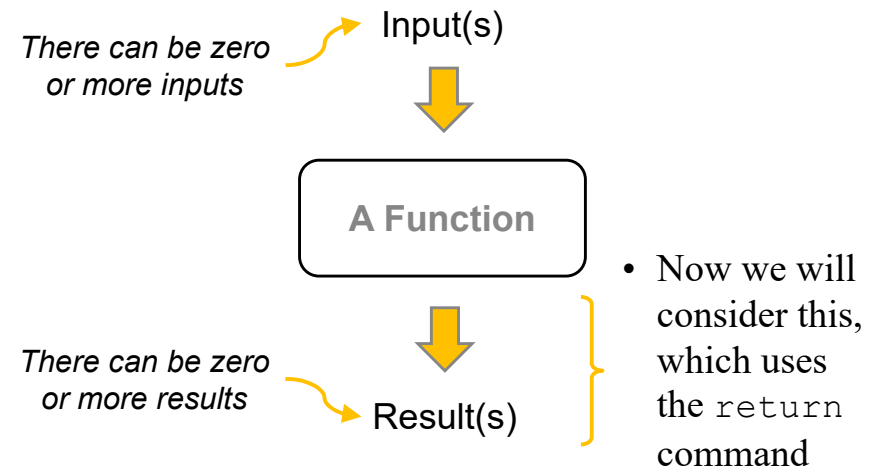 There can be zero
or more inputs
Input(s)
A Function
• Now we will
consider this,
which uses
the return
command
There can be zero
or more results
Result(s)